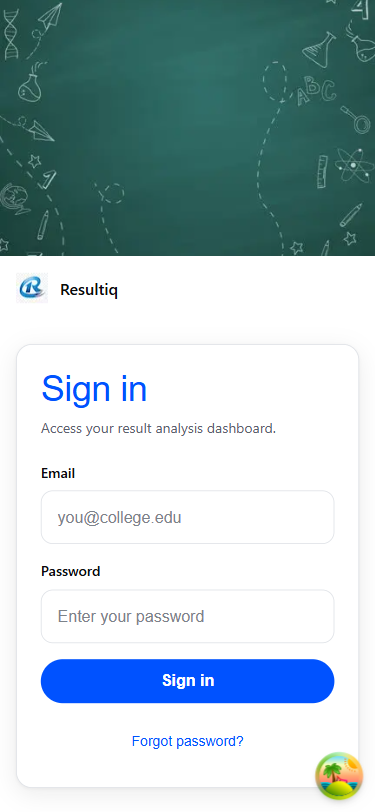 ABC
Resultiq
Sign in
Access your result analysis dashboard.
Email
you@college.edu
Password
Enter your password
Sign in
Forgot password?